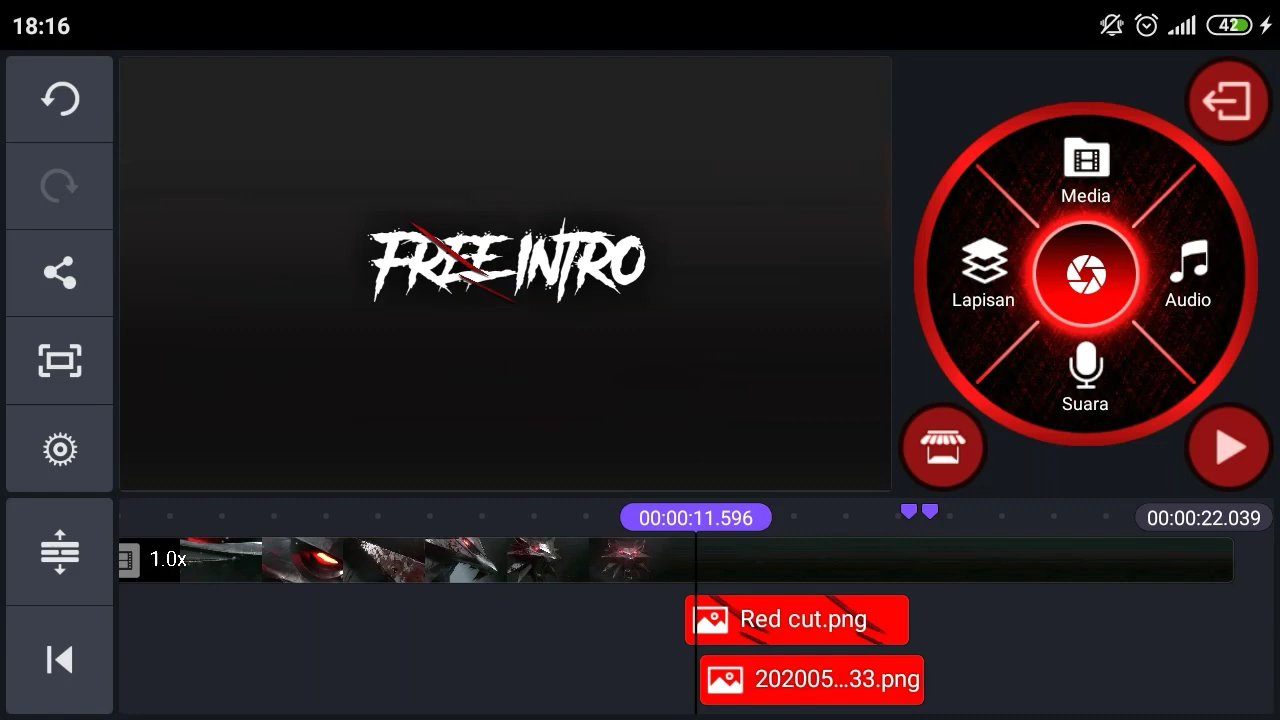 18:16
42
FREE INTRO
Media
Lapisan
Audio
Suara
00:00:11.596
00:00:22.039
1.0x
Red cut.png
202005...33.png